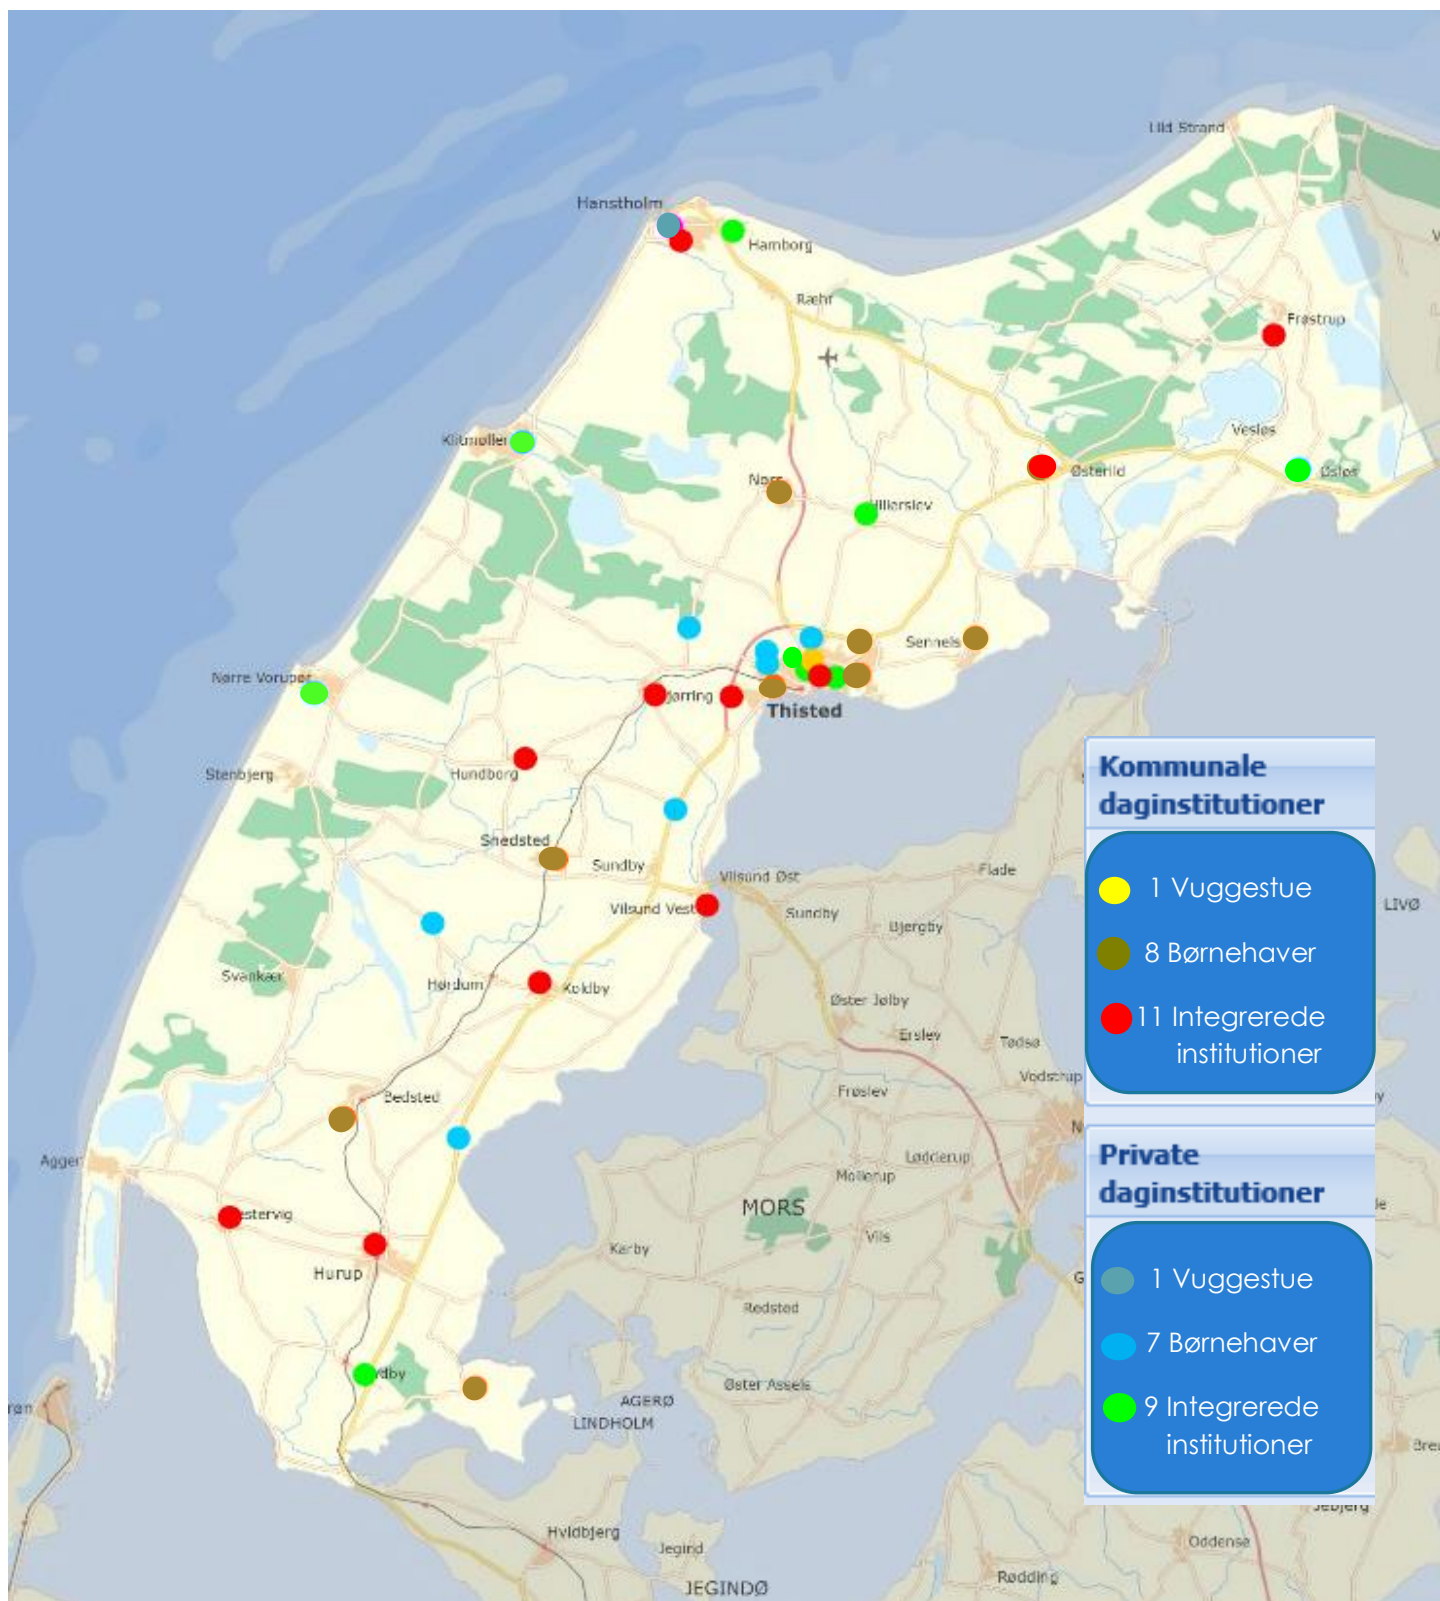 Lild Strand
Hanstholm
Hamborg
Ræhr
Frøstrup
Klitmøller
Vesløs
Nors
Østerild
Øsløs
Hillerslev
Sennels
Nørre Vorupør
Thisted
Stenbjerg
Hundborg
Snedsted
Sundby
Vilsund Øst
Flade
Vilsund Vest
Sundby
Bjergby
LIVØ
Svankær
Hørdum
Koldby
Øster Jølby
Erslev
Tødsø
Vodstrup
Frøslev
Bedsted
Agger
Lødderup
Mollerup
MORS
Vils
Karby
Hurup
Redsted
Øster Assels
AGERØ
LINDHOLM
Hvidbjerg
Jegind
Oddense
Rødding
JEGINDØ
Jebjerg
Kommunale
daginstitutioner
1 Vuggestue
8 Børnehaver
11 Integrerede
institutioner
Private
daginstitutioner
1 Vuggestue
7 Børnehaver
9 Integrerede
institutioner